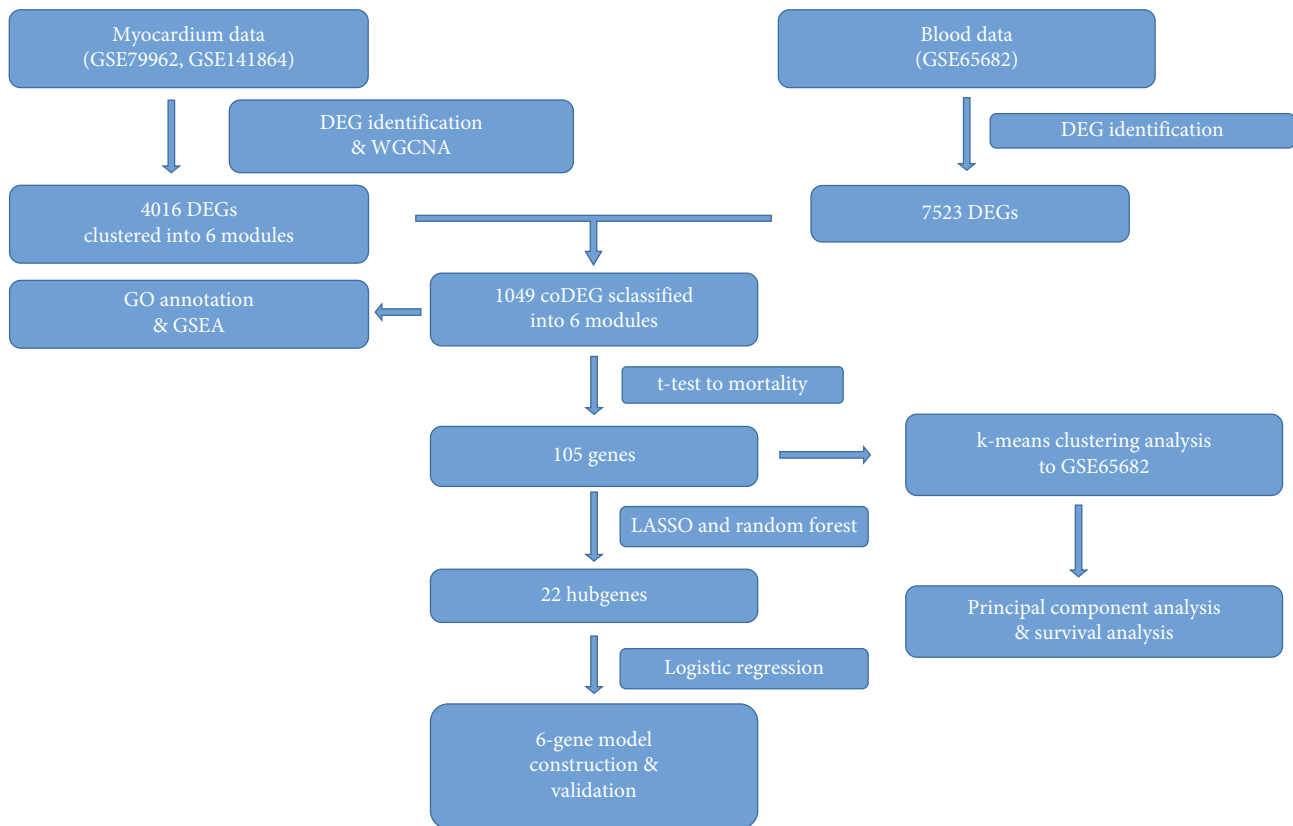 Myocardium data
(GSE79962, GSE141864)
Blood data
(GSE65682)
DEG identification
& WGCNA
DEG identification
4016 DEGs
clustered into 6 modules
7523 DEGs
GO annotation
& GSEA
1049 coDEG sclassified
into 6 modules
t-test to mortality
105 genes
k-means clustering analysis
to GSE65682
LASSO and random forest
22 hubgenes
Principal component analysis
& survival analysis
Logistic regression
6-gene model
construction &
validation